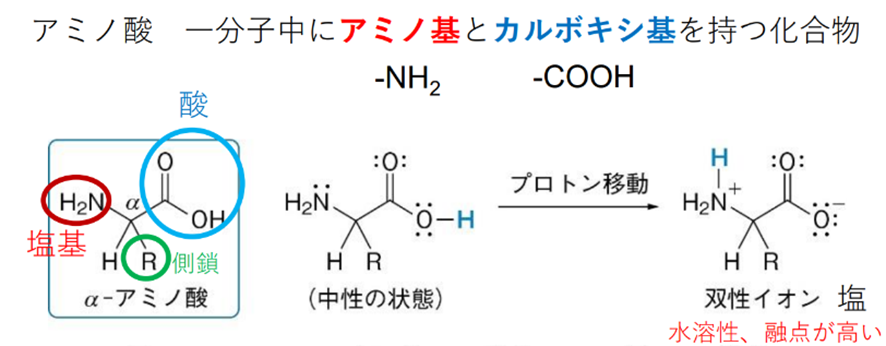 アミノ酸　一分子中にアミノ基とカルボキシ基を持つ化合物
-NH₂ -COOH
酸
O
H₂N α OH
塩基
H R 側鎖
α-アミノ酸
:O:
H₂N̈ Ö–H
H R
(中性の状態)
プロトン移動
H :O:
H₂N⁺ Ö:⁻
H R
双性イオン 塩
水溶性、融点が高い